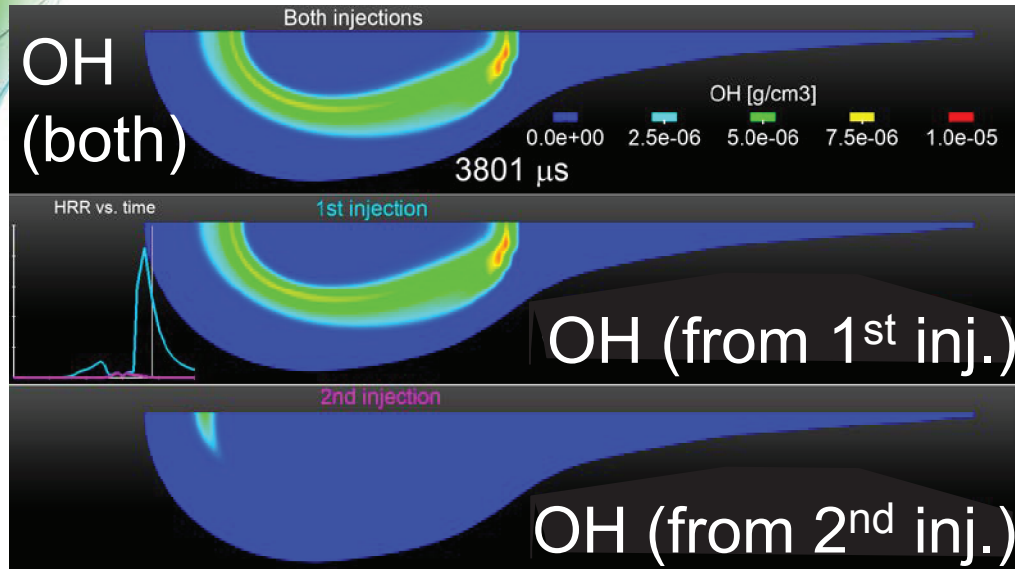 Both injections
OH
(both)
OH [g/cm3]
0.0e+00 2.5e-06 5.0e-06 7.5e-06 1.0e-05
3801 µs
HRR vs. time
1st injection
OH (from 1st inj.)
2nd injection
OH (from 2nd inj.)